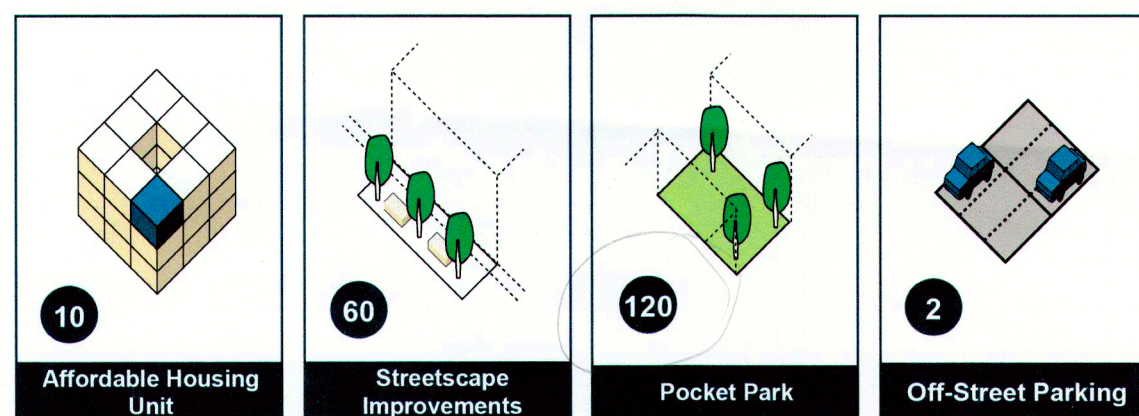 10
Affordable Housing
Unit
60
Streetscape
Improvements
120
Pocket Park
2
Off-Street Parking